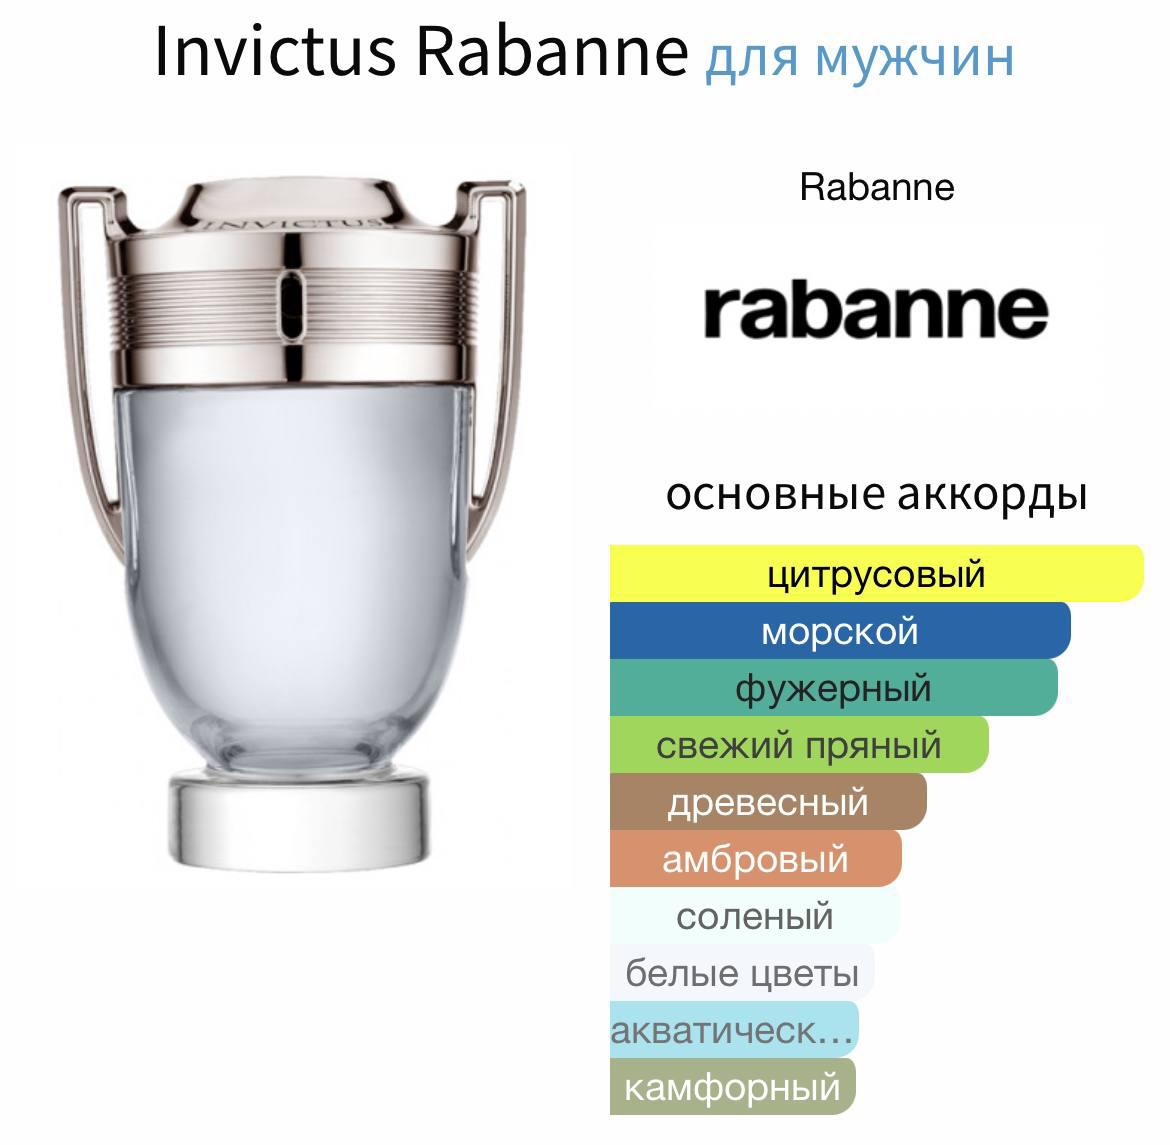 Invictus Rabanne для мужчин
INVICTUS
Rabanne
rabanne
основные аккорды
цитрусовый
морской
фужерный
свежий пряный
древесный
амбровый
соленый
белые цветы
акватическ...
камфорный